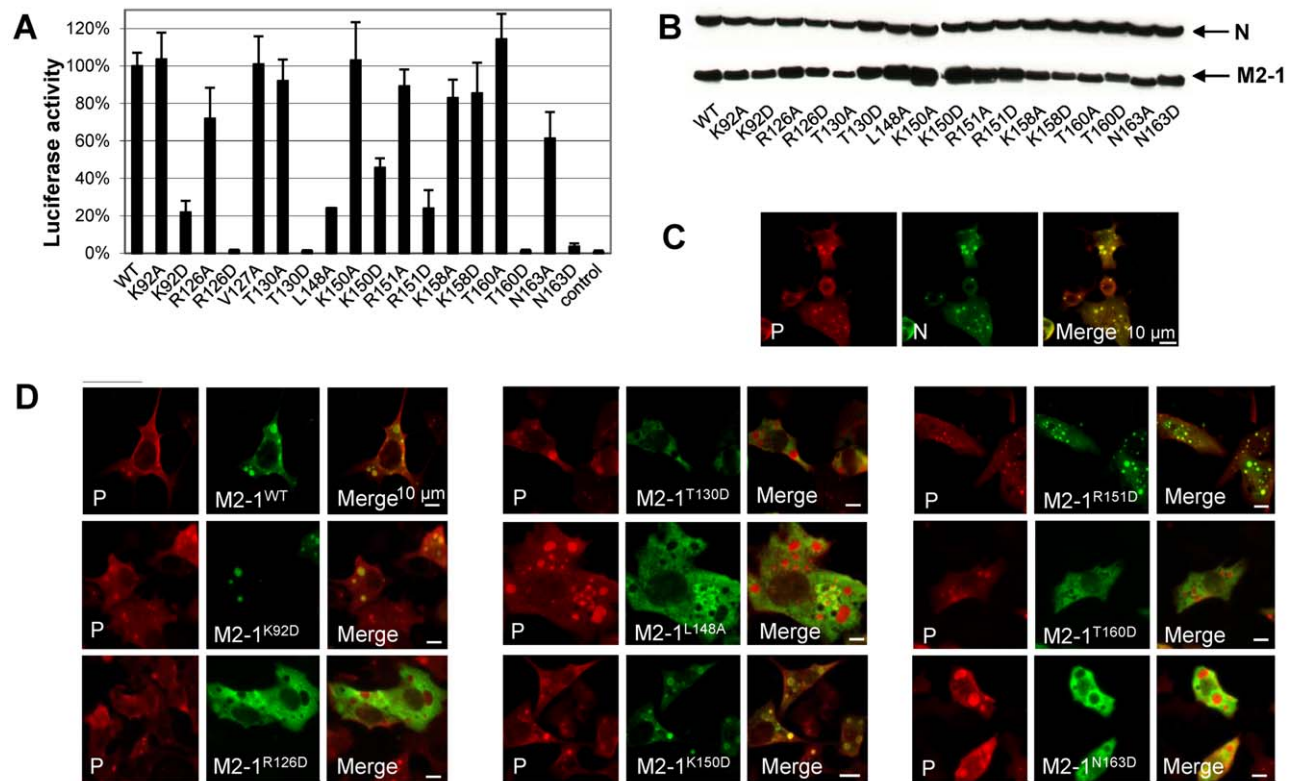 A
Luciferase activity
120%
100%
80%
60%
40%
20%
0%
WT K92A K92D R126A R126D V127A T130A T130D L148A K150A K150D R151A R151D K158A K158D T160A T160D N163A N163D control
B
N
M2-1
WT K92A K92D R126A R126D T130A T130D L148A K150A K150D R151A R151D K158A K158D T160A T160D N163A N163D
C
P N Merge 10 µm
D
P M2-1WT Merge 10 µm
P M2-1K92D Merge
P M2-1R126D Merge
P M2-1T130D Merge
P M2-1L148A Merge
P M2-1K150D Merge
P M2-1R151D Merge
P M2-1T160D Merge
P M2-1N163D Merge